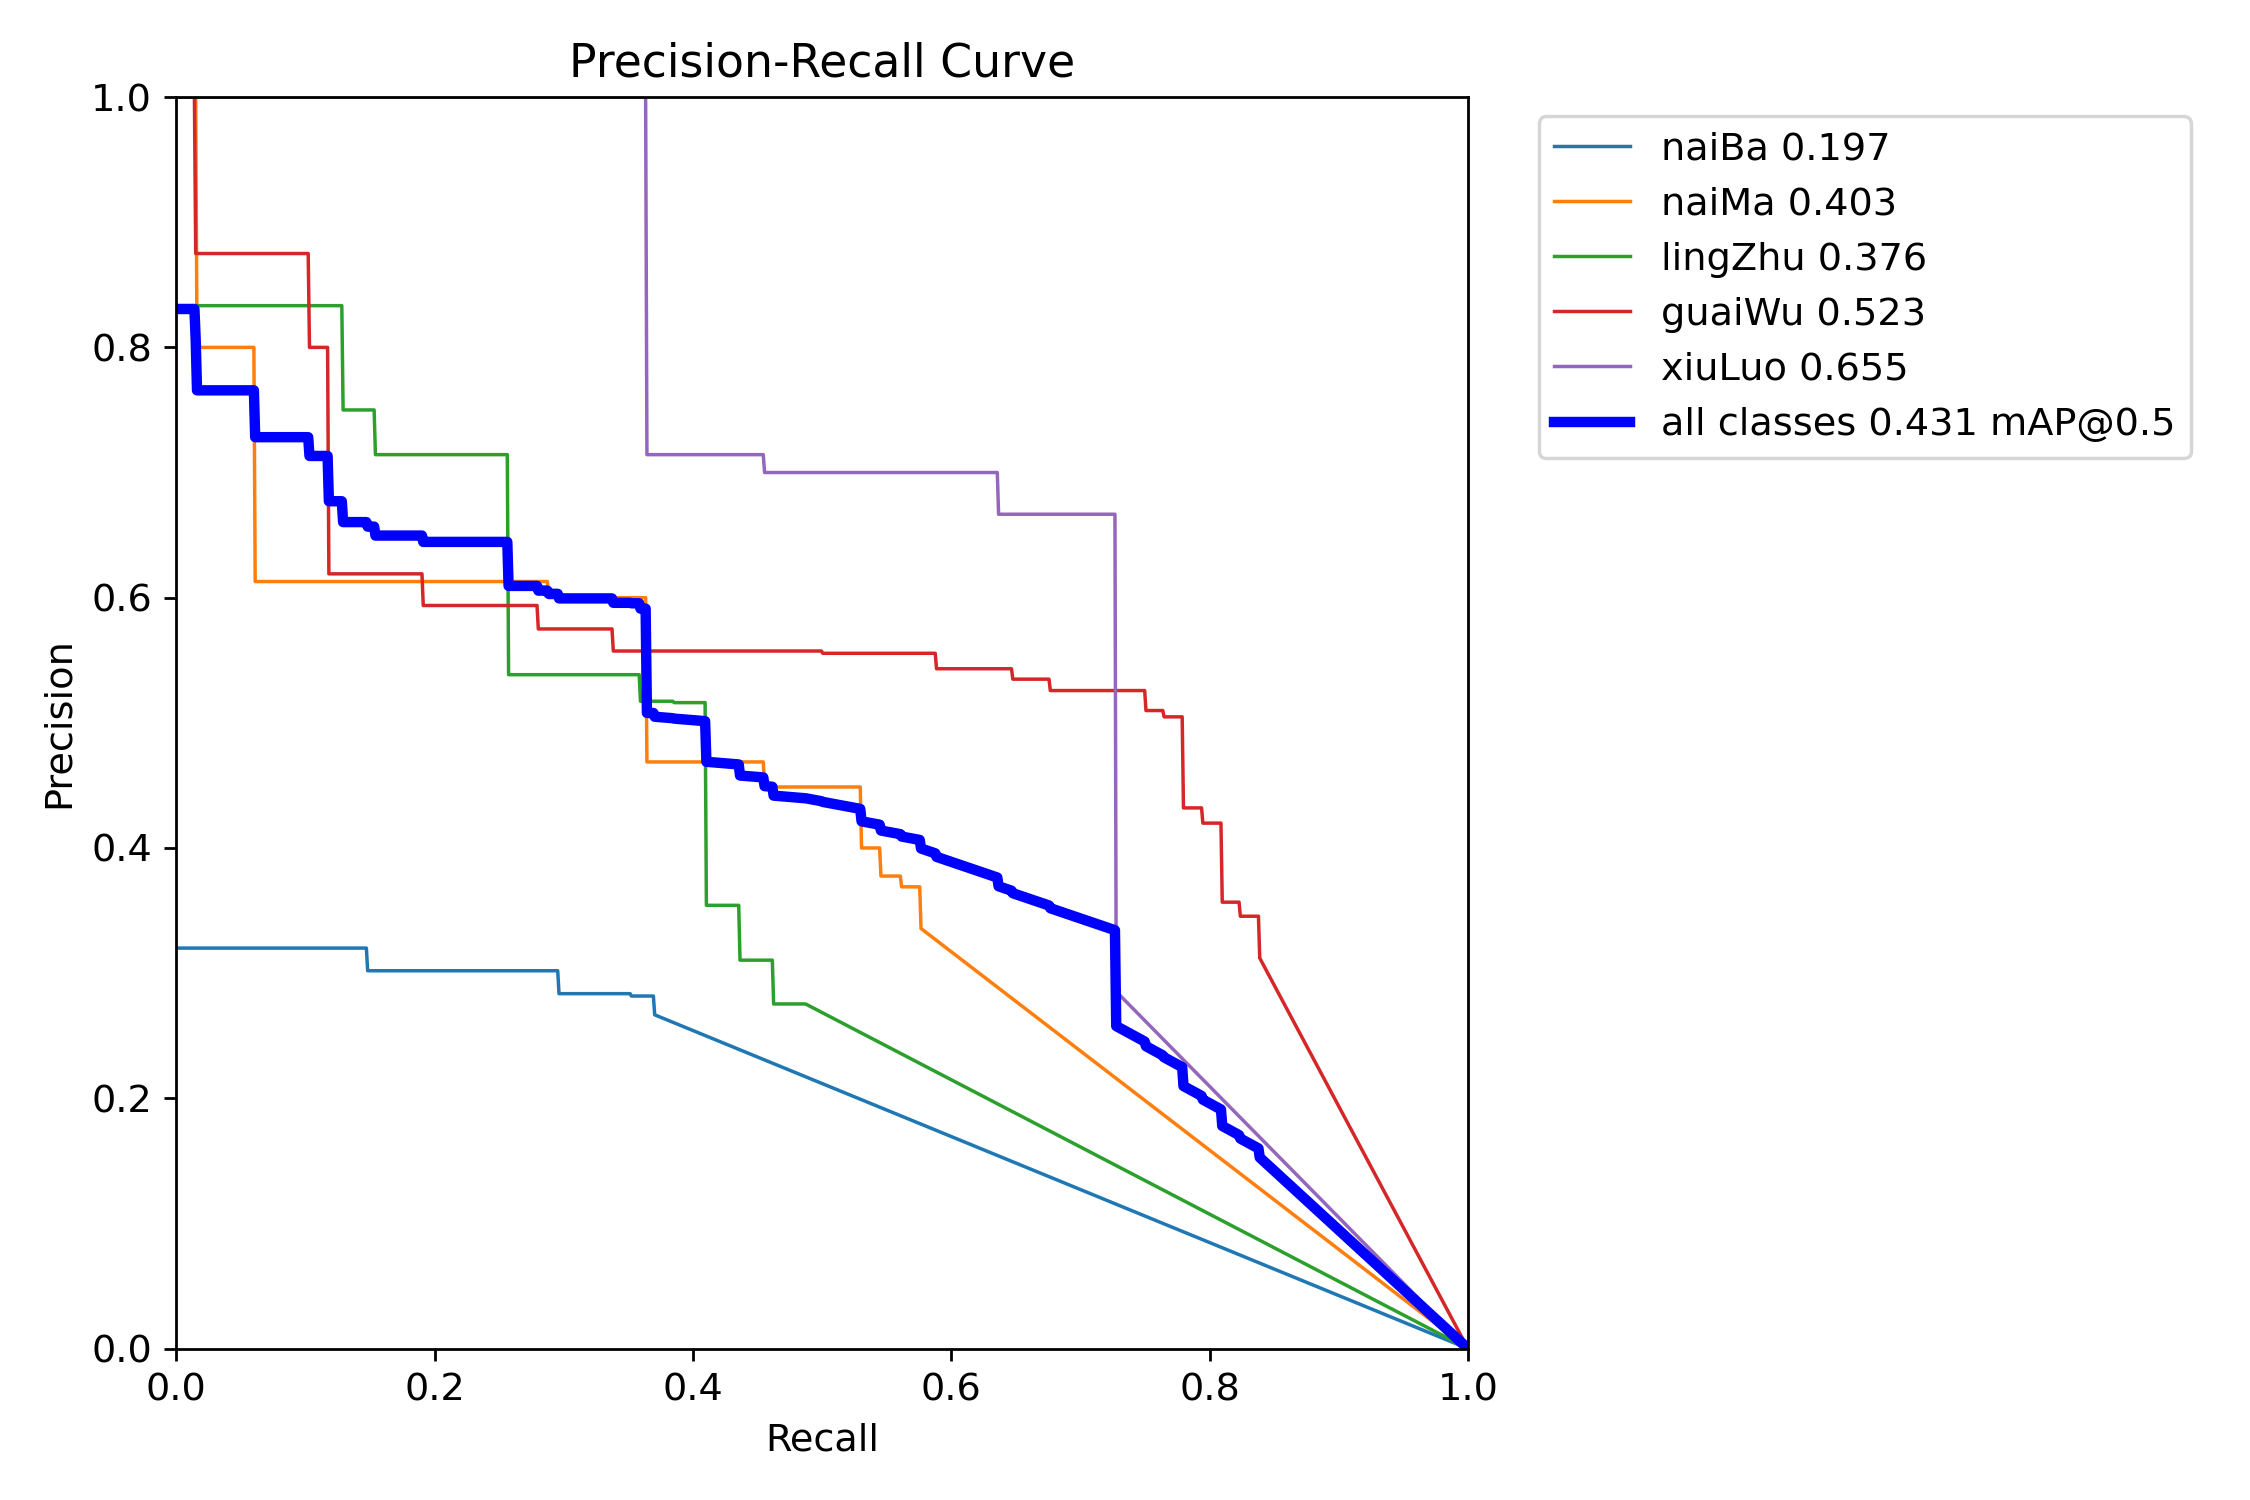 Precision-Recall Curve
1.0
0.8
0.6
0.4
0.2
0.0
Precision
0.0 0.2 0.4 0.6 0.8 1.0
Recall
naiBa 0.197
naiMa 0.403
lingZhu 0.376
guaiWu 0.523
xiuLuo 0.655
all classes 0.431 mAP@0.5